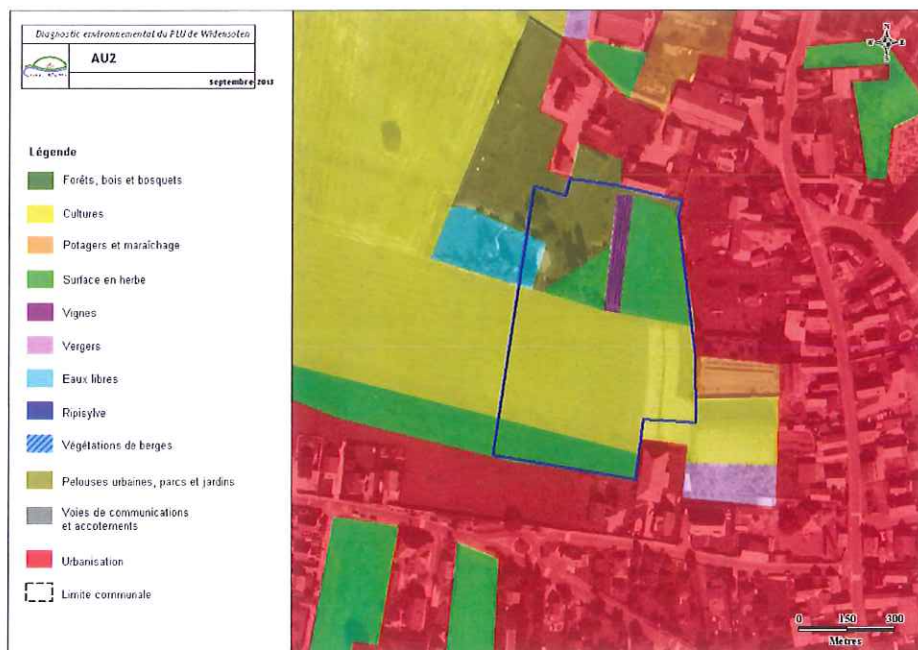 Diagnostic environnemental du PLU de Widensolen
AU2
Septembre 2013
Légende
Forêts, bois et bosquets
Cultures
Potagers et maraîchage
Surface en herbe
Vignes
Vergers
Eaux libres
Ripisylve
Végétations de berges
Pelouses urbaines, parcs et jardins
Voies de communications
et accotements
Urbanisation
Limite communale
0 150 300
Mètres